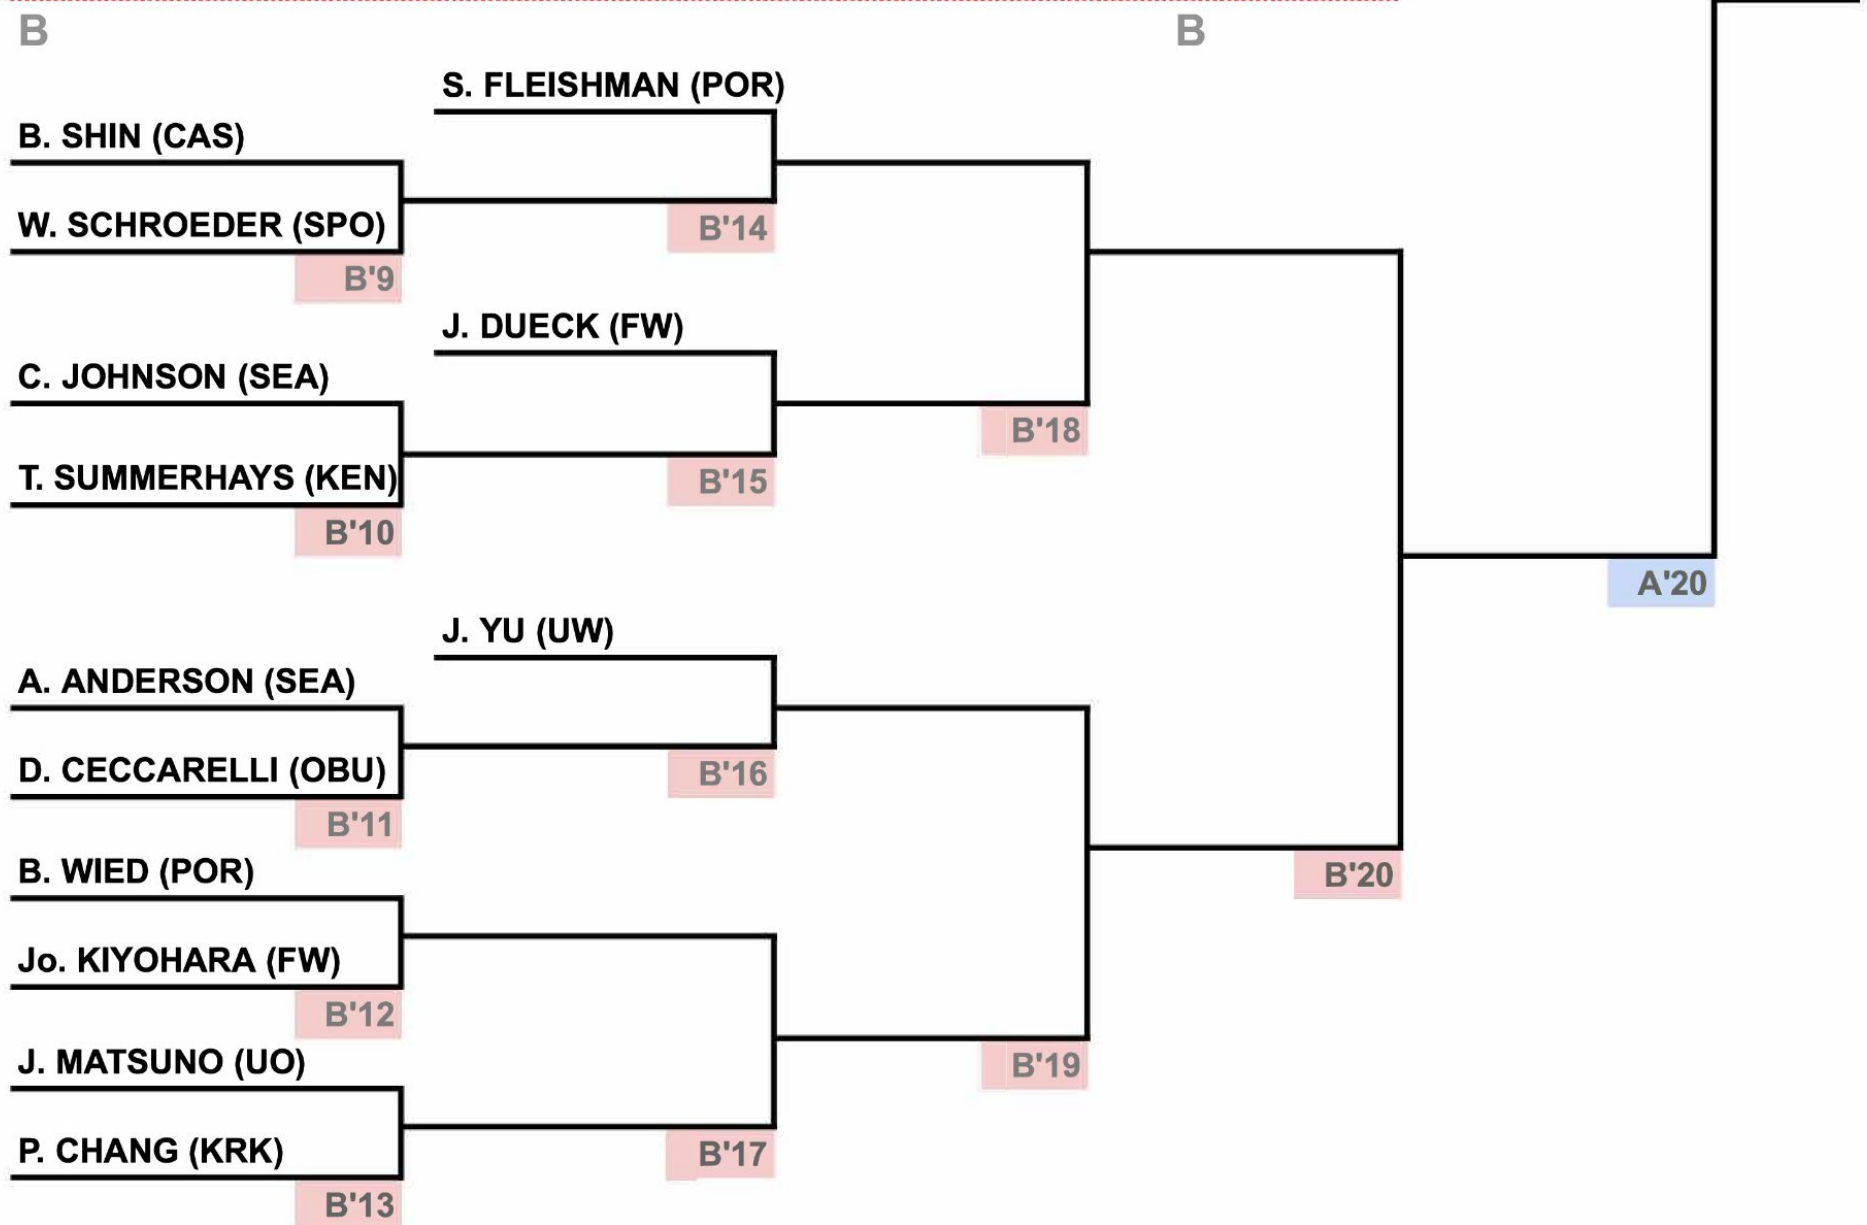 B
B
S. FLEISHMAN (POR)
B. SHIN (CAS)
W. SCHROEDER (SPO)
B'14
B'9
J. DUECK (FW)
C. JOHNSON (SEA)
B'18
T. SUMMERHAYS (KEN)
B'15
B'10
A'20
J. YU (UW)
A. ANDERSON (SEA)
D. CECCARELLI (OBU)
B'16
B'11
B. WIED (POR)
B'20
Jo. KIYOHARA (FW)
B'12
J. MATSUNO (UO)
B'19
P. CHANG (KRK)
B'17
B'13